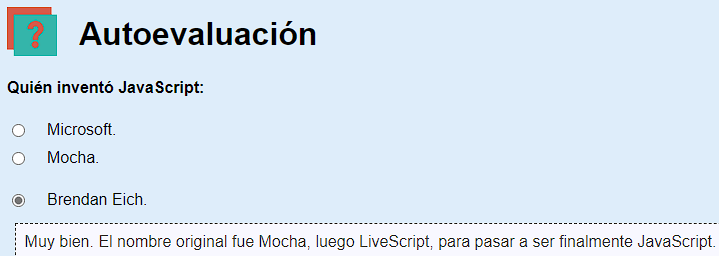 ?
Autoevaluación
Quién inventó JavaScript:
Microsoft.
Mocha.
Brendan Eich.
Muy bien. El nombre original fue Mocha, luego LiveScript, para pasar a ser finalmente JavaScript.